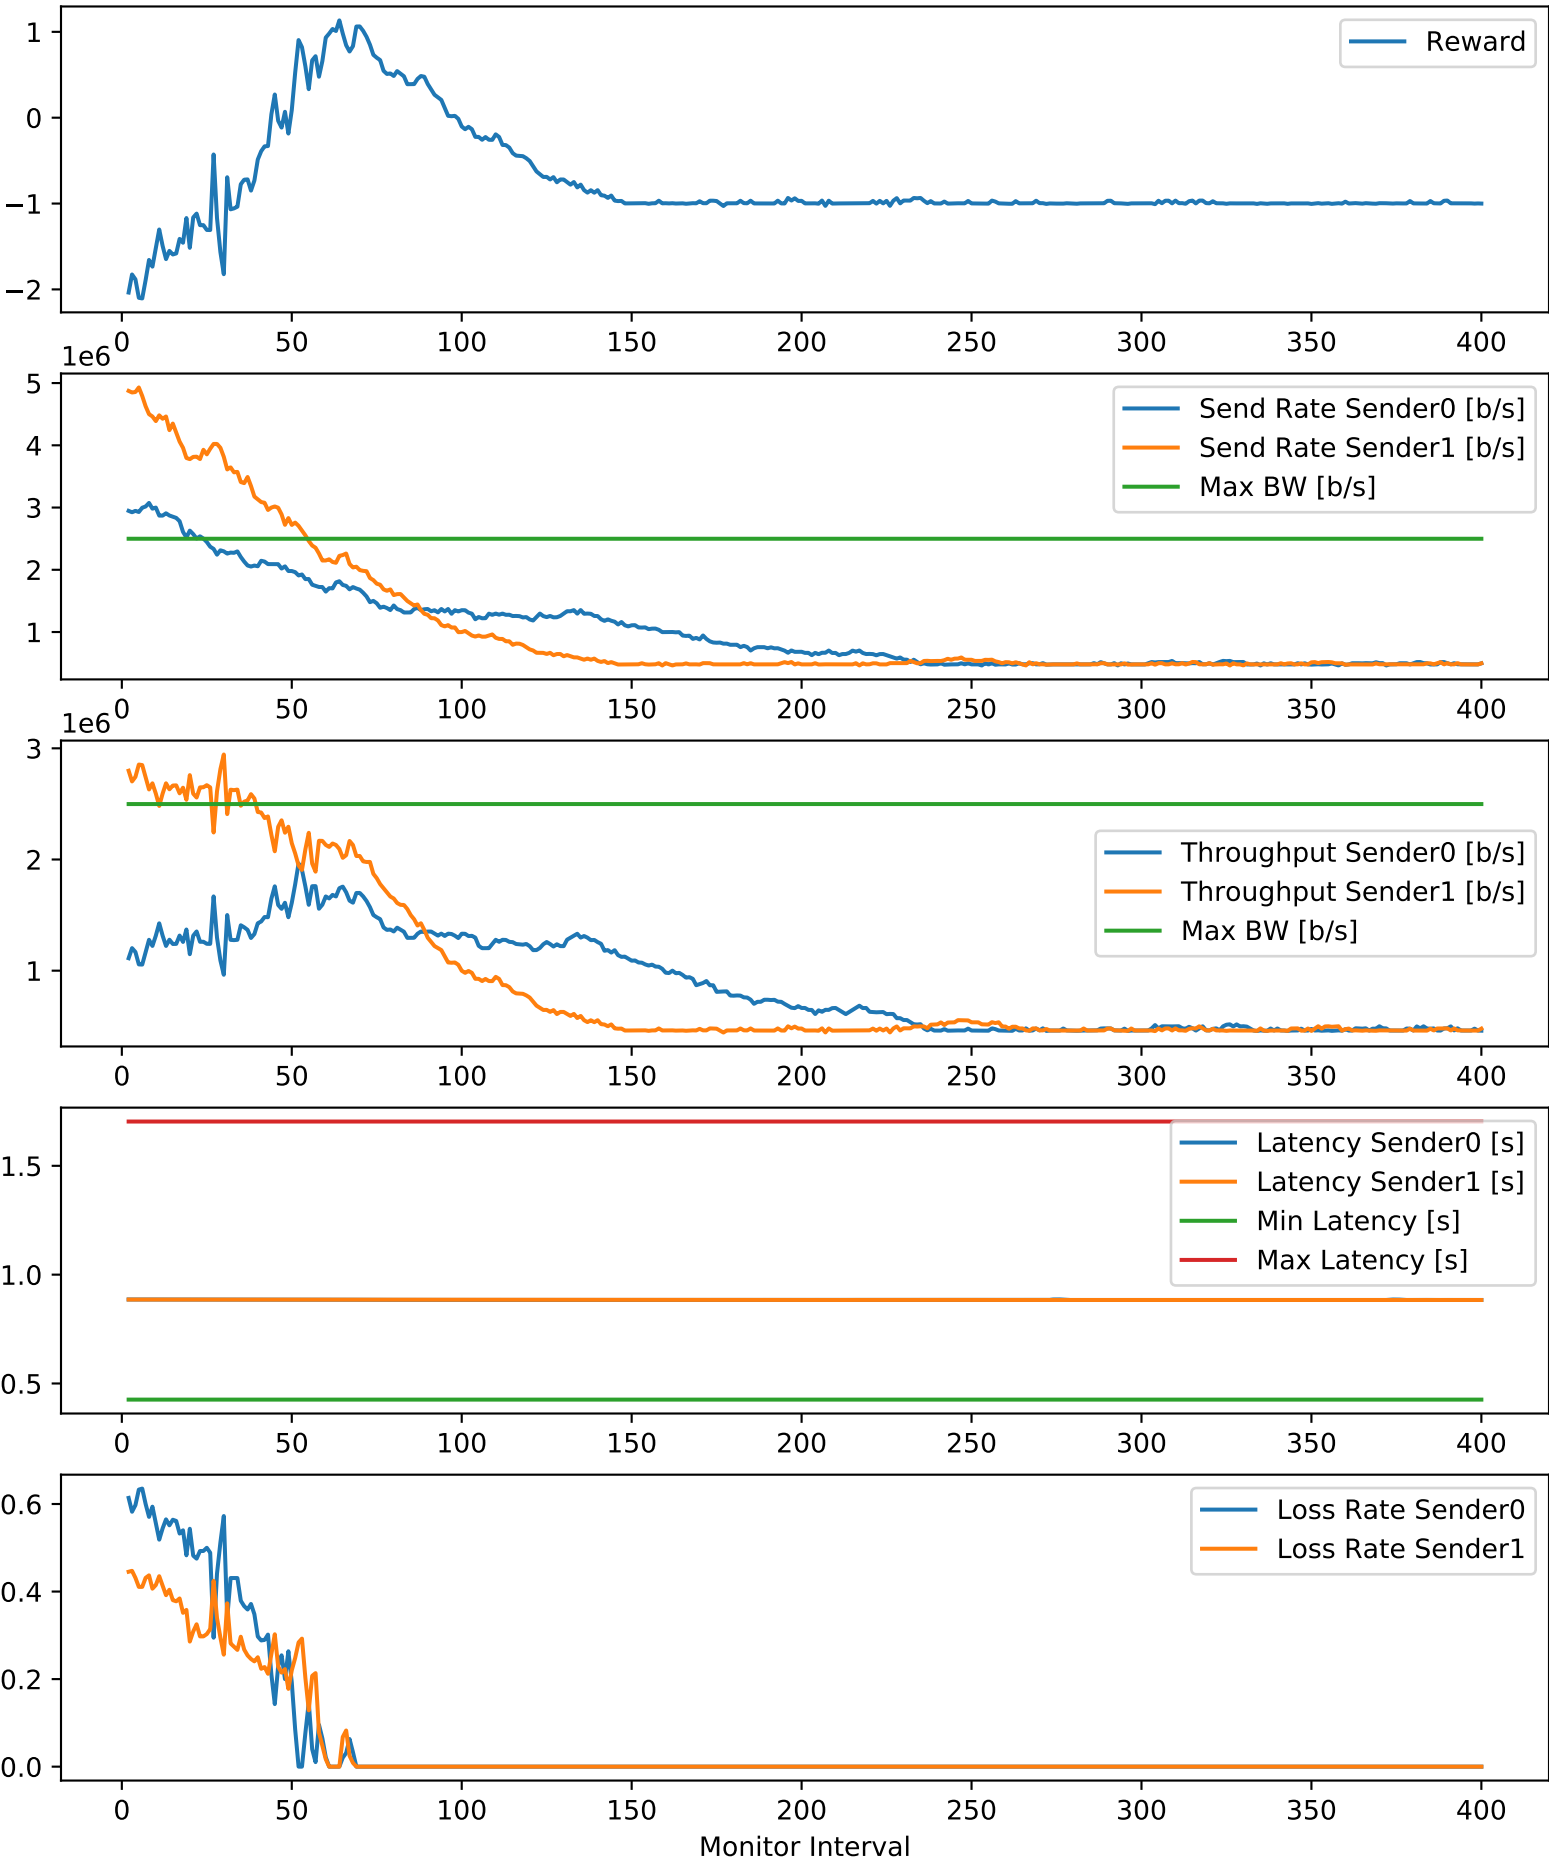 1
0
−1
−2
Reward
0 50 100 150 200 250 300 350 400
1e6
5
4
3
2
1
Send Rate Sender0 [b/s]
Send Rate Sender1 [b/s]
Max BW [b/s]
0 50 100 150 200 250 300 350 400
1e6
3
2
1
Throughput Sender0 [b/s]
Throughput Sender1 [b/s]
Max BW [b/s]
0 50 100 150 200 250 300 350 400
1.5
1.0
0.5
Latency Sender0 [s]
Latency Sender1 [s]
Min Latency [s]
Max Latency [s]
0 50 100 150 200 250 300 350 400
0.6
0.4
0.2
0.0
Loss Rate Sender0
Loss Rate Sender1
0 50 100 150 200 250 300 350 400
Monitor Interval